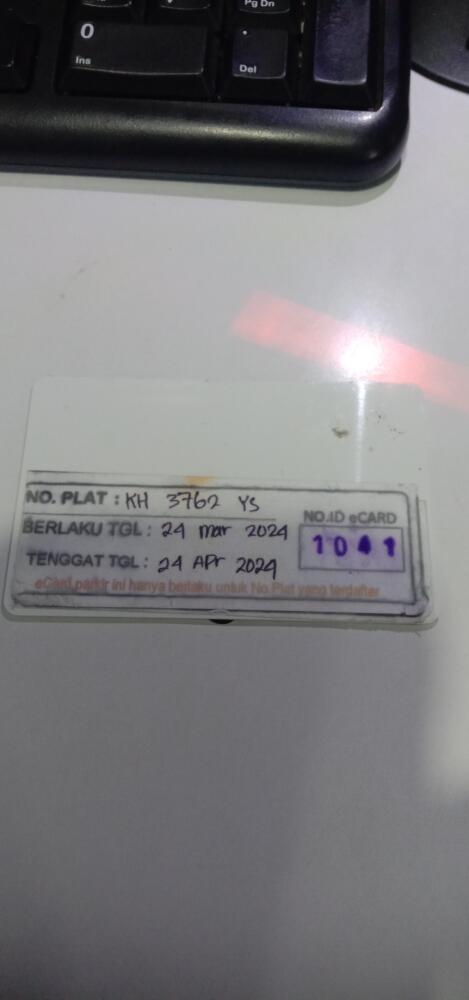 Pg Dn
0
Ins
.
Del
NO. PLAT : KH 3762 YS
BERLAKU TGL : 24 mar 2024
NO.ID eCARD
1041
TENGGAT TGL : 24 APr 2024
eCard parkir ini hanya berlaku untuk No.Plat yang terdaftar